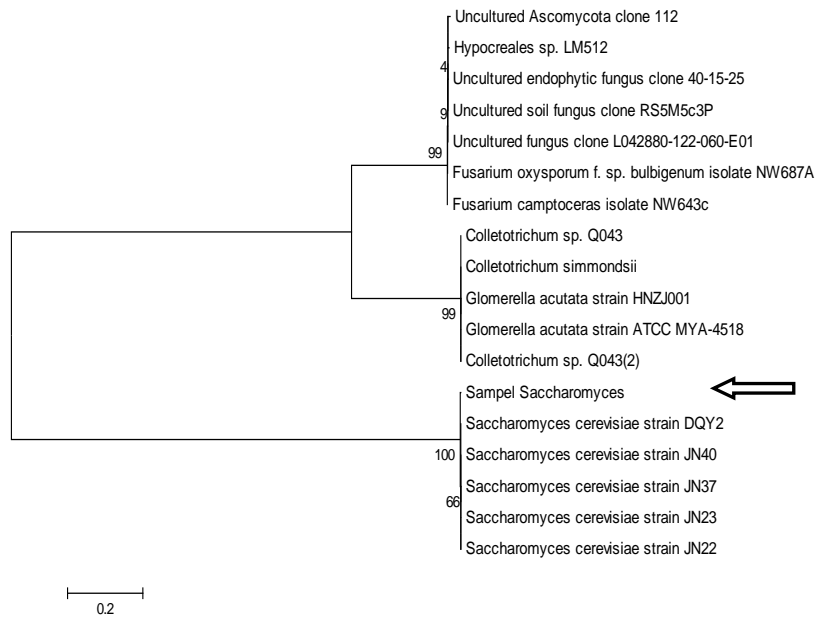 Uncultured Ascomycota clone 112
Hypocreales sp. LM512
4
Uncultured endophytic fungus clone 40-15-25
9
Uncultured soil fungus clone RS5M5c3P
Uncultured fungus clone L042880-122-060-E01
99
Fusarium oxysporum f. sp. bulbigenum isolate NW687A
Fusarium camptoceras isolate NW643c
Colletotrichum sp. Q043
Colletotrichum simmondsii
Glomerella acutata strain HNZJ001
99
Glomerella acutata strain ATCC MYA-4518
Colletotrichum sp. Q043(2)
Sampel Saccharomyces
Saccharomyces cerevisiae strain DQY2
100
Saccharomyces cerevisiae strain JN40
Saccharomyces cerevisiae strain JN37
66
Saccharomyces cerevisiae strain JN23
Saccharomyces cerevisiae strain JN22
0.2